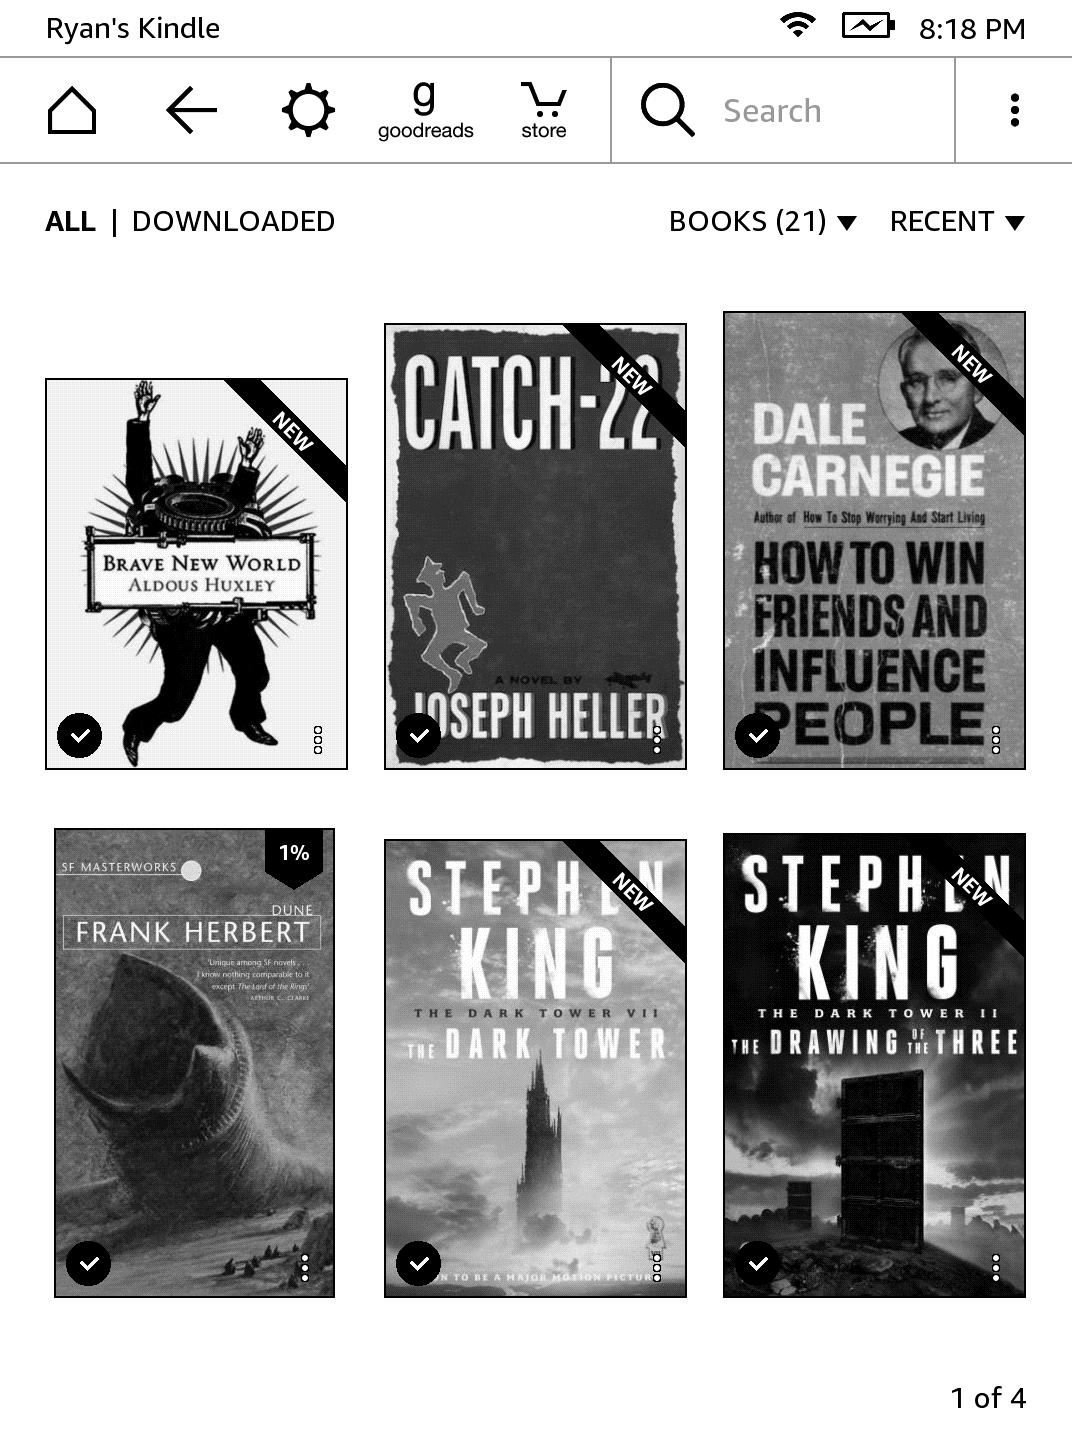 Ryan's Kindle
8:18 PM
goodreads
store
Search
ALL | DOWNLOADED
BOOKS (21)
RECENT
NEW
BRAVE NEW WORLD
ALDOUS HUXLEY
NEW
CATCH-22
A NOVEL BY
JOSEPH HELLER
NEW
DALE
CARNEGIE
Author of How To Stop Worrying And Start Living
HOW TO WIN
FRIENDS AND
INFLUENCE
PEOPLE
1%
SF MASTERWORKS
DUNE
FRANK HERBERT
'Unique among SF novels . . .
I know nothing comparable to it
except The Lord of the Rings'
ARTHUR C. CLARKE
NEW
STEPHEN
KING
THE DARK TOWER VII
THE DARK TOWER
TO BE A MAJOR MOTION PICTURE
NEW
STEPHEN
KING
THE DARK TOWER II
THE DRAWING OF THE THREE
1 of 4